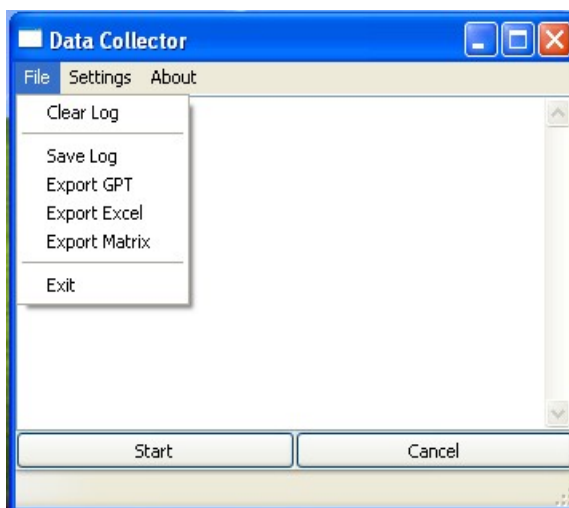 Data Collector
File Settings About
Clear Log
Save Log
Export GPT
Export Excel
Export Matrix
Exit
Start Cancel